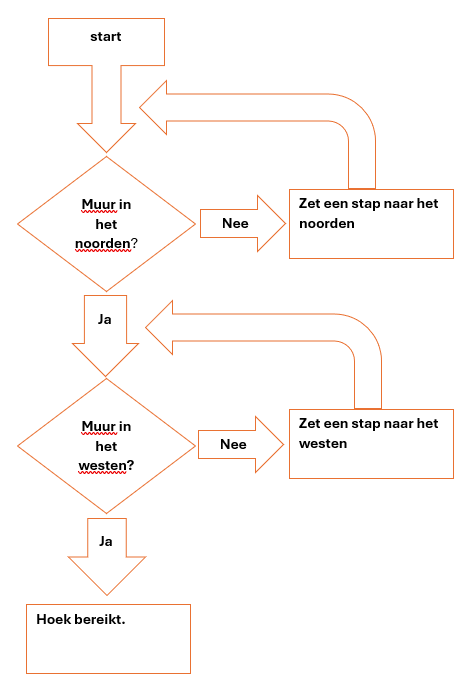 start
Muur in
het
noorden?
Nee
Zet een stap naar het
noorden
Ja
Muur in
het
westen?
Nee
Zet een stap naar het
westen
Ja
Hoek bereikt.